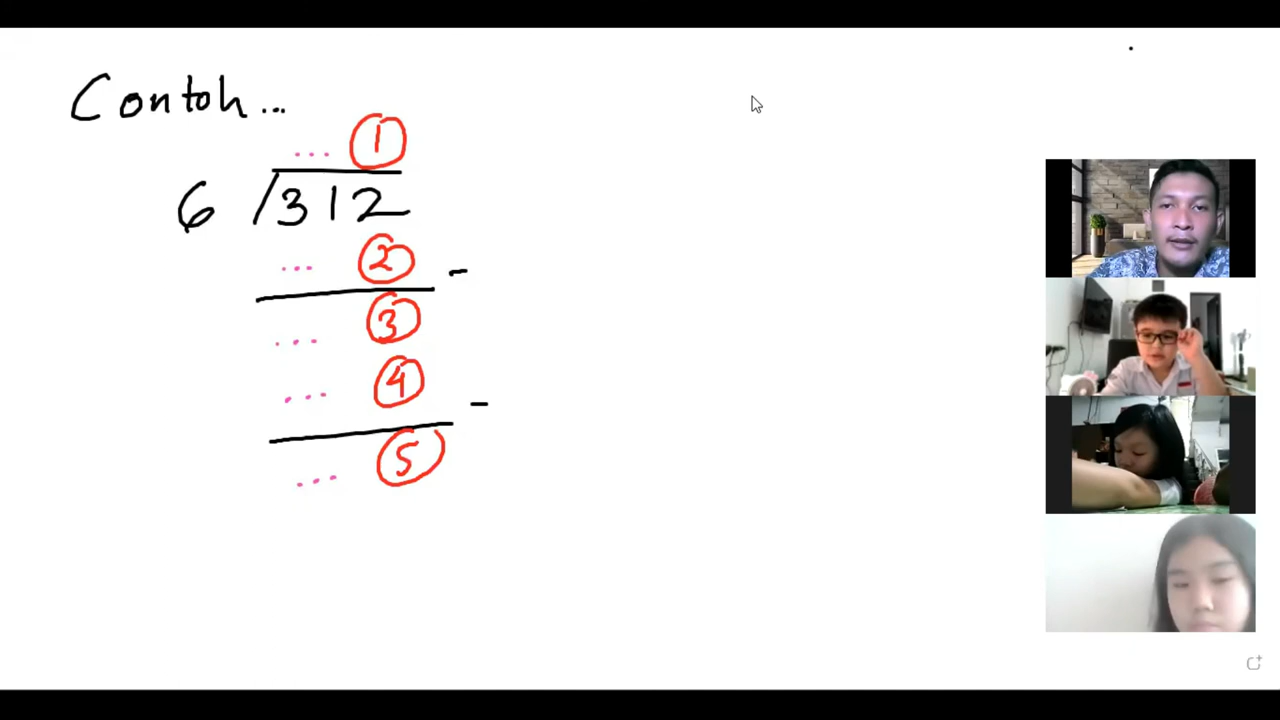 Contoh...
... ①
6 /312
... ② -
... ③
... ④ -
... ⑤